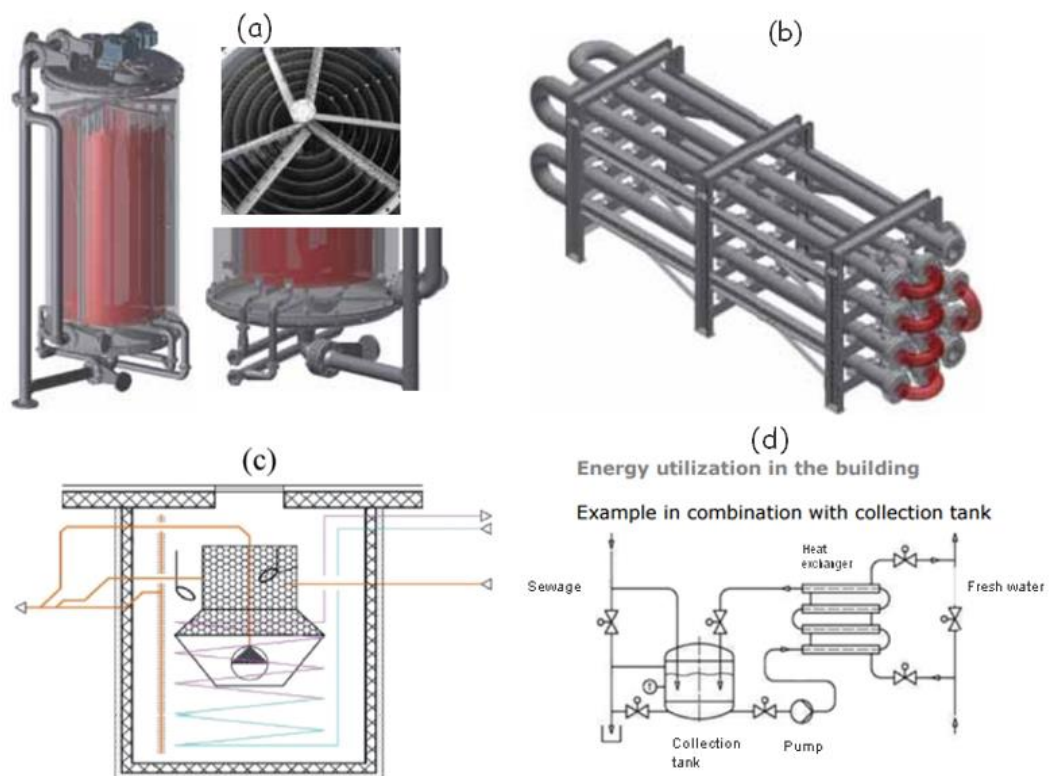 (a)
(b)
(c)
(d)
Energy utilization in the building
Example in combination with collection tank
Heat
exchanger
Sewage
Fresh water
T
Collection
tank
Pump